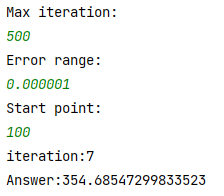 Max iteration:
500
Error range:
0.000001
Start point:
100
iteration:7
Answer:354.68547299833523